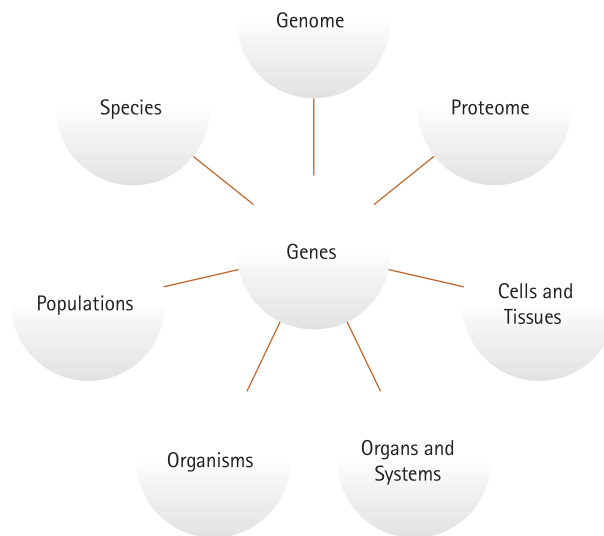 Genome
Species
Proteome
Genes
Populations
Cells and
Tissues
Organisms
Organs and
Systems